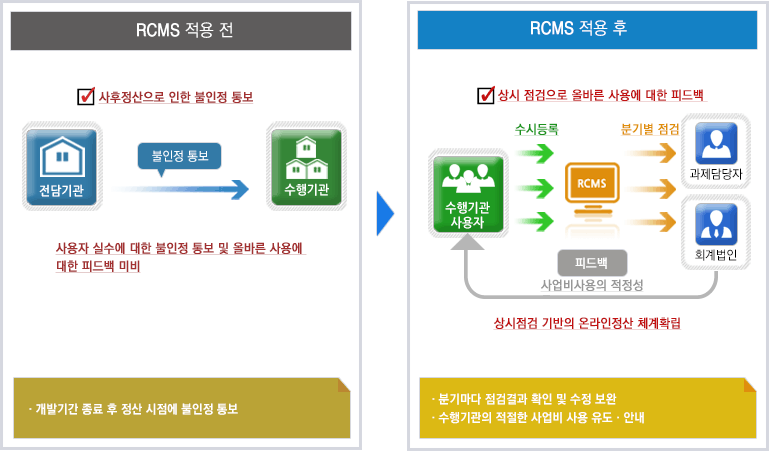 RCMS 적용 전
사후정산으로 인한 불인정 통보
불인정 통보
전담기관
수행기관
사용자 실수에 대한 불인정 통보 및 올바른 사용에
대한 피드백 미비
· 개발기간 종료 후 정산 시점에 불인정 통보
RCMS 적용 후
상시 점검으로 올바른 사용에 대한 피드백
수시등록
분기별 점검
RCMS
과제담당자
수행기관
사용자
회계법인
피드백
사업비사용의 적정성
상시점검 기반의 온라인정산 체계확립
· 분기마다 점검결과 확인 및 수정 보완
· 수행기관의 적절한 사업비 사용 유도 · 안내